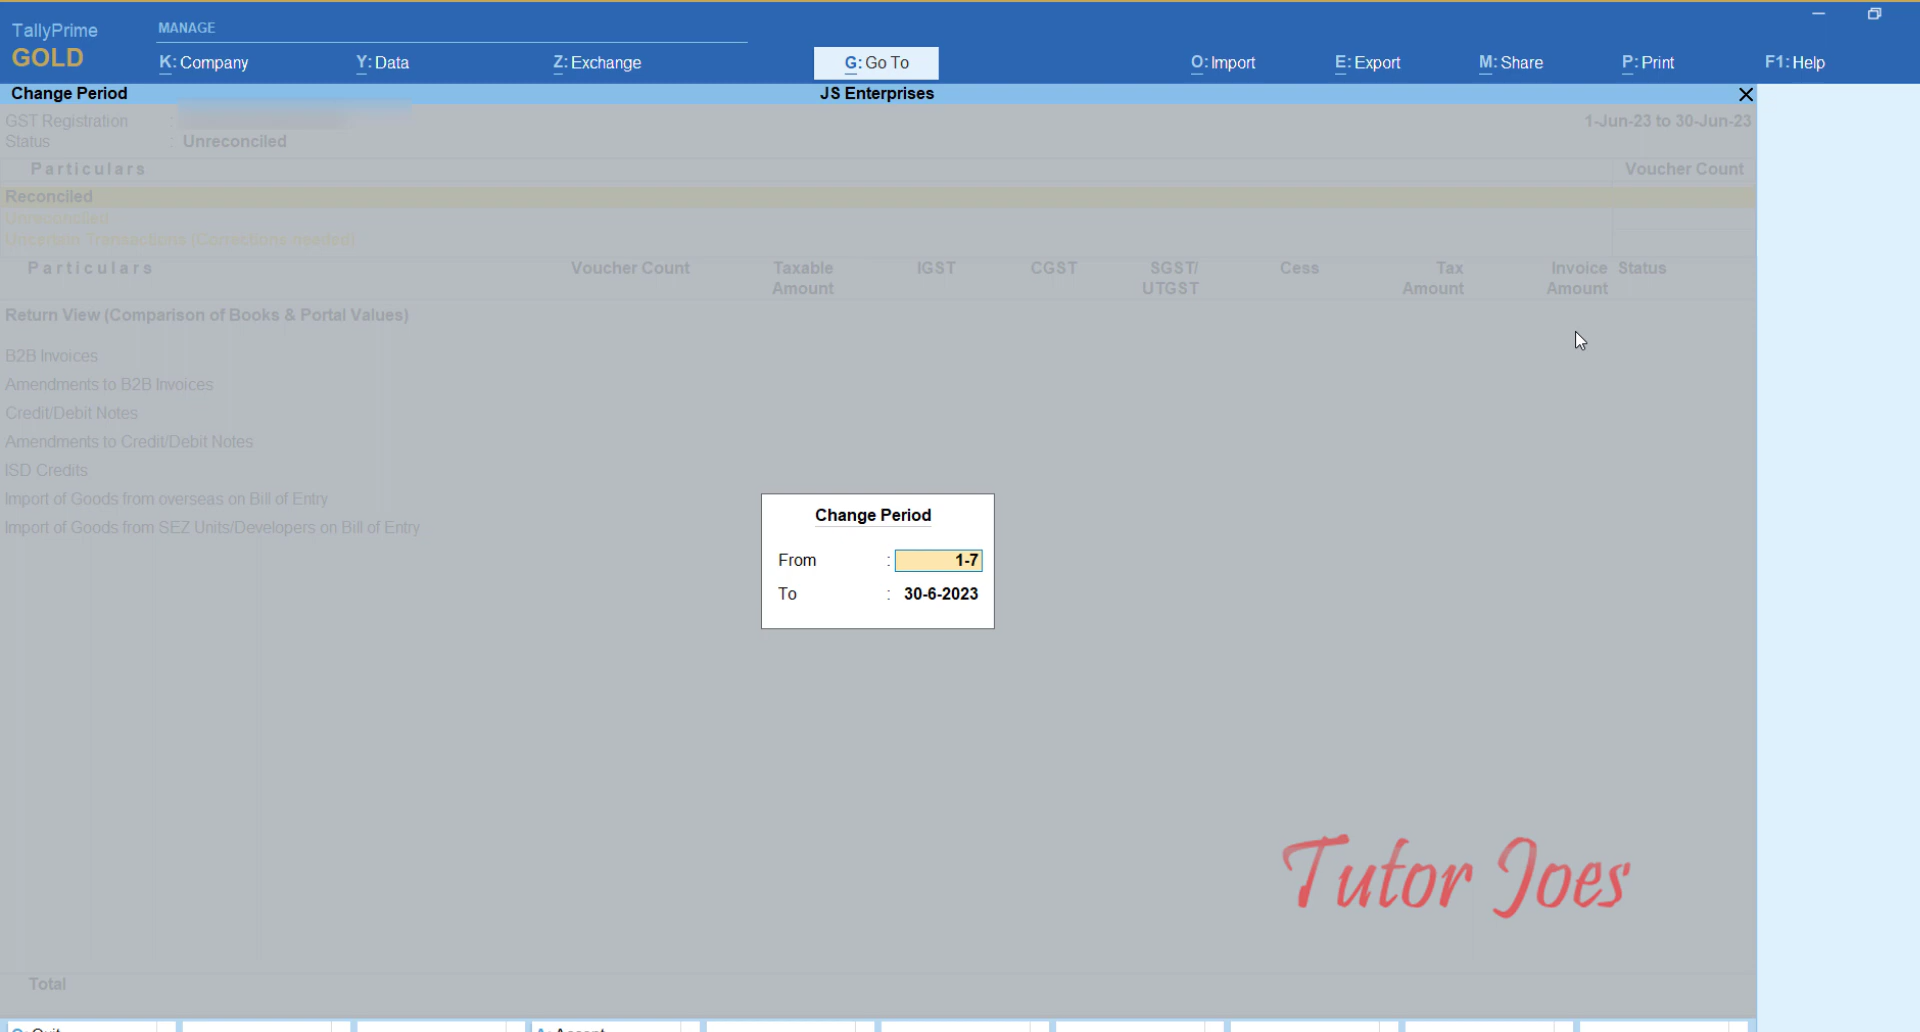 TallyPrime
GOLD
MANAGE
K: Company
Y: Data
Z: Exchange
G: Go To
O: Import
E: Export
M: Share
P: Print
F1: Help
Change Period
JS Enterprises
GST Registration :
1-Jun-23 to 30-Jun-23
Status : Unreconciled
Particulars
Voucher Count
Reconciled
Unreconciled
Uncertain Transactions (Corrections needed)
Particulars
Voucher Count
Taxable Amount
IGST
CGST
SGST/ UTGST
Cess
Tax Amount
Invoice Amount
Status
Return View (Comparison of Books & Portal Values)
B2B Invoices
Amendments to B2B Invoices
Credit/Debit Notes
Amendments to Credit/Debit Notes
ISD Credits
Import of Goods from overseas on Bill of Entry
Import of Goods from SEZ Units/Developers on Bill of Entry
Change Period
From : 1-7
To : 30-6-2023
Tutor Joes
Total